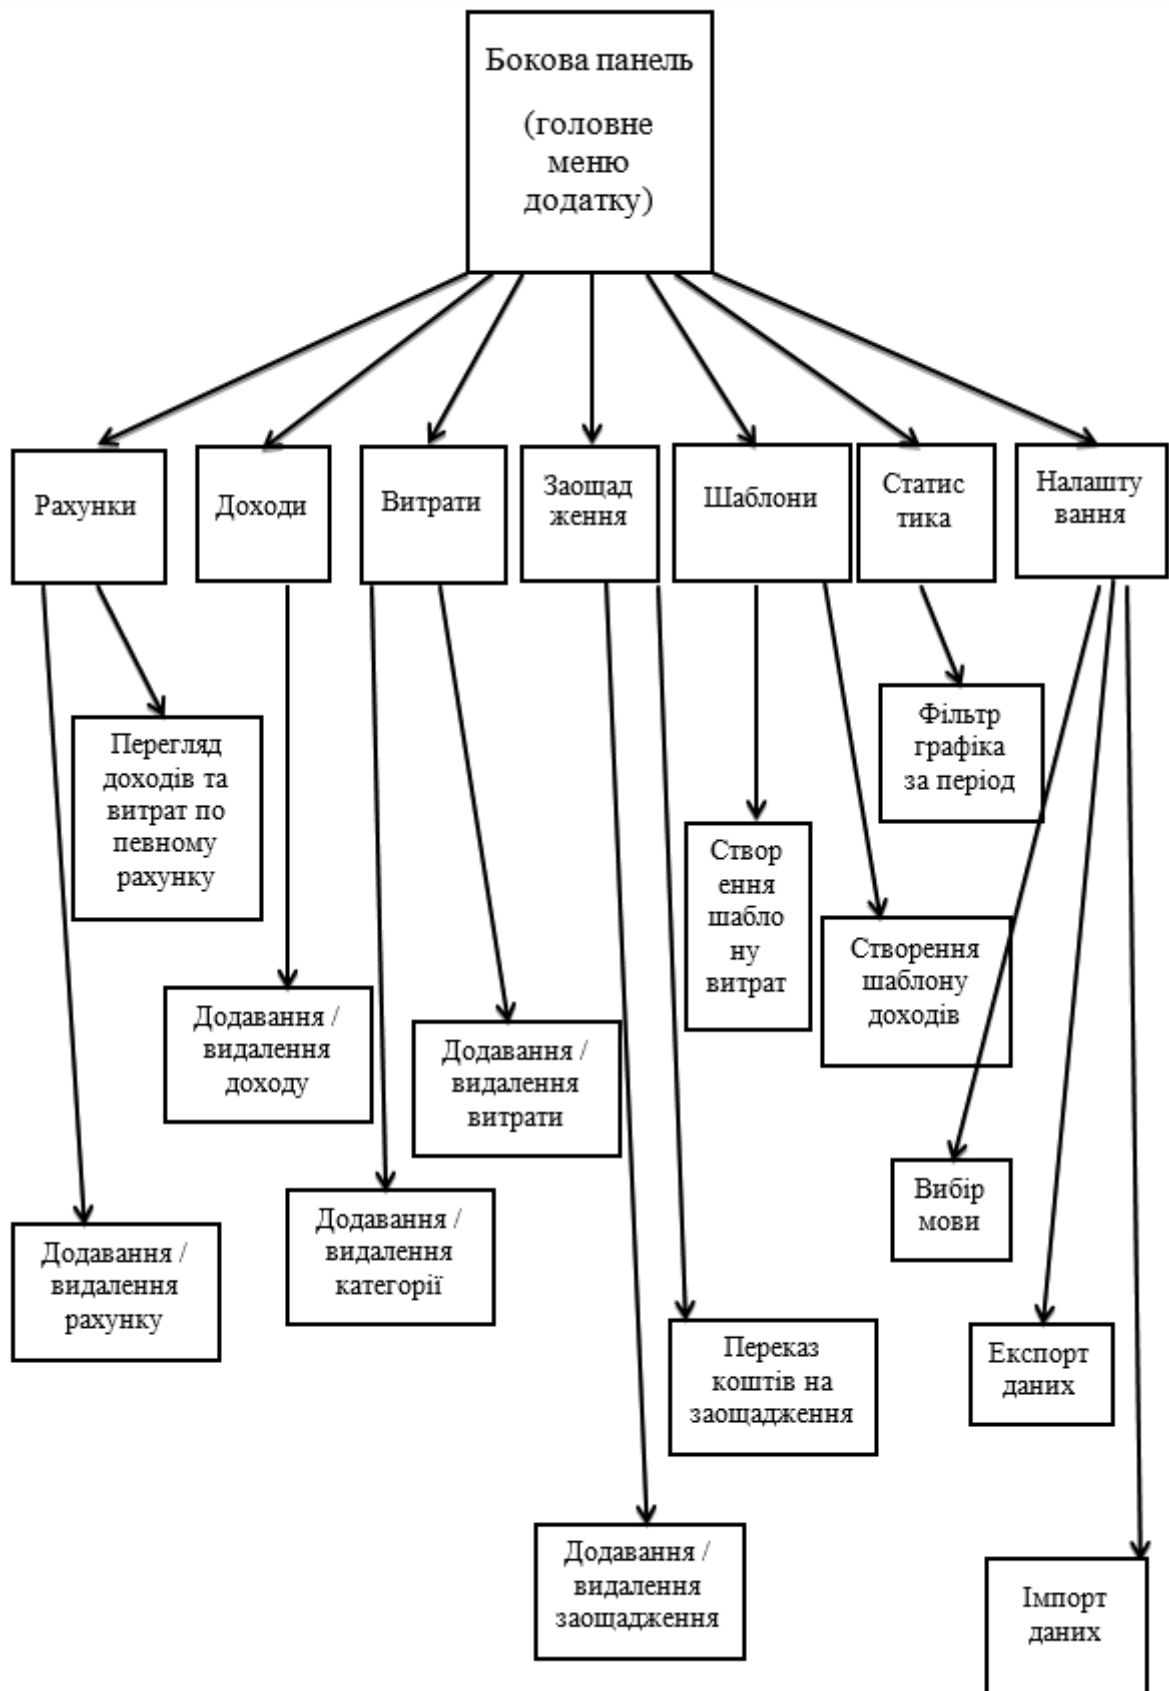 Бокова панель
(головне
меню
додатку)
Рахунки
Доходи
Витрати
Заощад
ження
Шаблони
Статис
тика
Налашту
вання
Перегляд
доходів та
витрат по
певному
рахунку
Фільтр
графіка
за період
Створ
ення
шабло
ну
витрат
Створення
шаблону
доходів
Додавання /
видалення
доходу
Додавання /
видалення
витрати
Вибір
мови
Додавання /
видалення
категорії
Додавання /
видалення
рахунку
Переказ
коштів на
заощадження
Експорт
даних
Додавання /
видалення
заощадження
Імпорт
даних